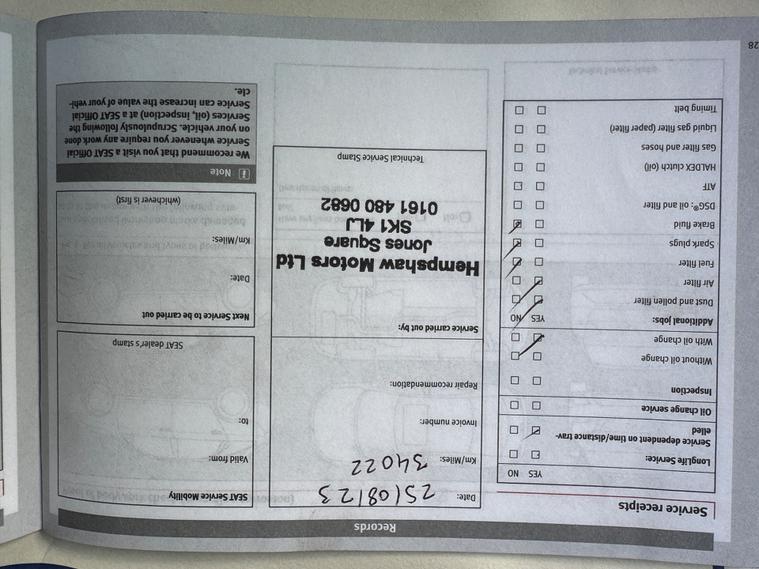 Records
Service receipts
YES NO
LongLife Service:
Service dependent on time/distance trav-
elled
Oil change service
Inspection
Without oil change
With oil change
Additional jobs: YES NO
Dust and pollen filter
Air filter
Fuel filter
Spark plugs
Brake fluid
DSG®: oil and filter
ATF
HALDEX clutch (oil)
Gas filter and hoses
Liquid gas filter (paper filter)
Timing belt
Date: 25/08/23
Km/Miles: 34022
Invoice number:
Repair recommendation:
Service carried out by:
Hempshaw Motors Ltd
Jones Square
SK1 4LJ
0161 480 0682
Technical Service Stamp
SEAT Service Mobility
Valid from:
to:
SEAT dealer's stamp
Next Service to be carried out
Date:
Km/Miles:
(whichever is first)
i Note
We recommend that you visit a SEAT Official
Service whenever you require any work done
on your vehicle. Scrupulously following the
Services (oil, inspection) at a SEAT Official
Service can increase the value of your vehi-
cle.
28